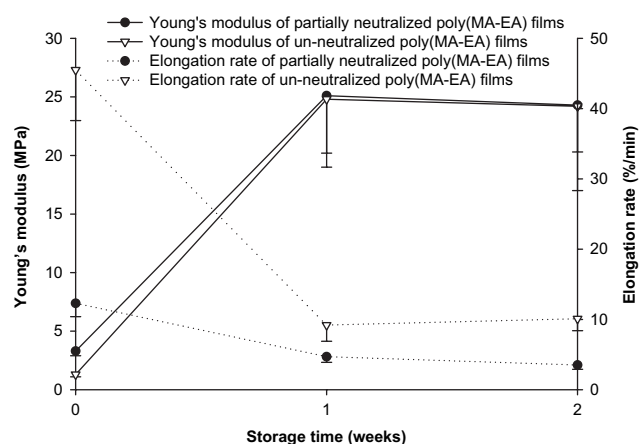 Young's modulus of partially neutralized poly(MA-EA) films
Young's modulus of un-neutralized poly(MA-EA) films
Elongation rate of partially neutralized poly(MA-EA) films
Elongation rate of un-neutralized poly(MA-EA) films
30
25
20
15
10
5
0
Young's modulus (MPa)
50
40
30
20
10
0
Elongation rate (%/min)
0 1 2
Storage time (weeks)